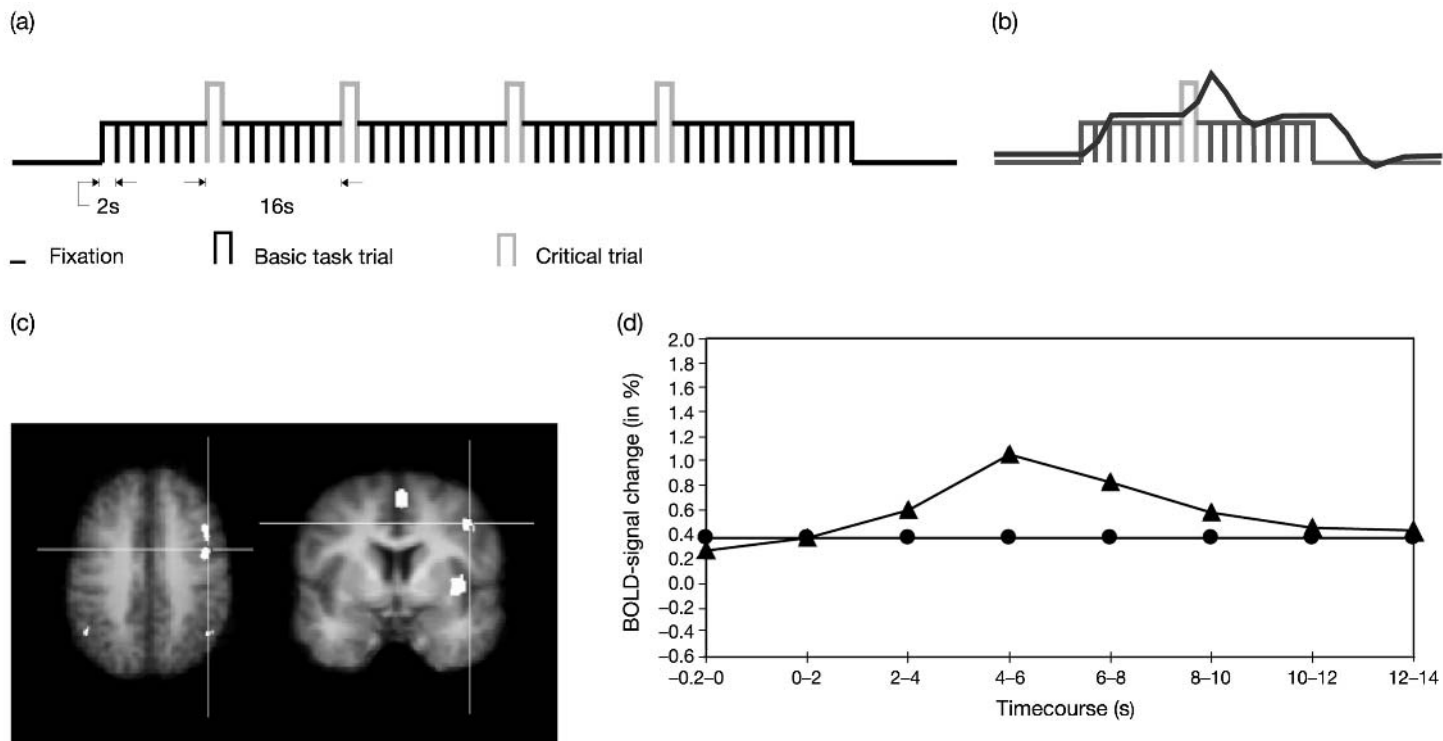 (a)
(b)
2s
16s
Fixation
Basic task trial
Critical trial
(c)
(d)
BOLD-signal change (in %)
2.0
1.8
1.6
1.4
1.2
1.0
0.8
0.6
0.4
0.2
0.0
–0.2
–0.4
–0.6
–0.2–0 0–2 2–4 4–6 6–8 8–10 10–12 12–14
Timecourse (s)